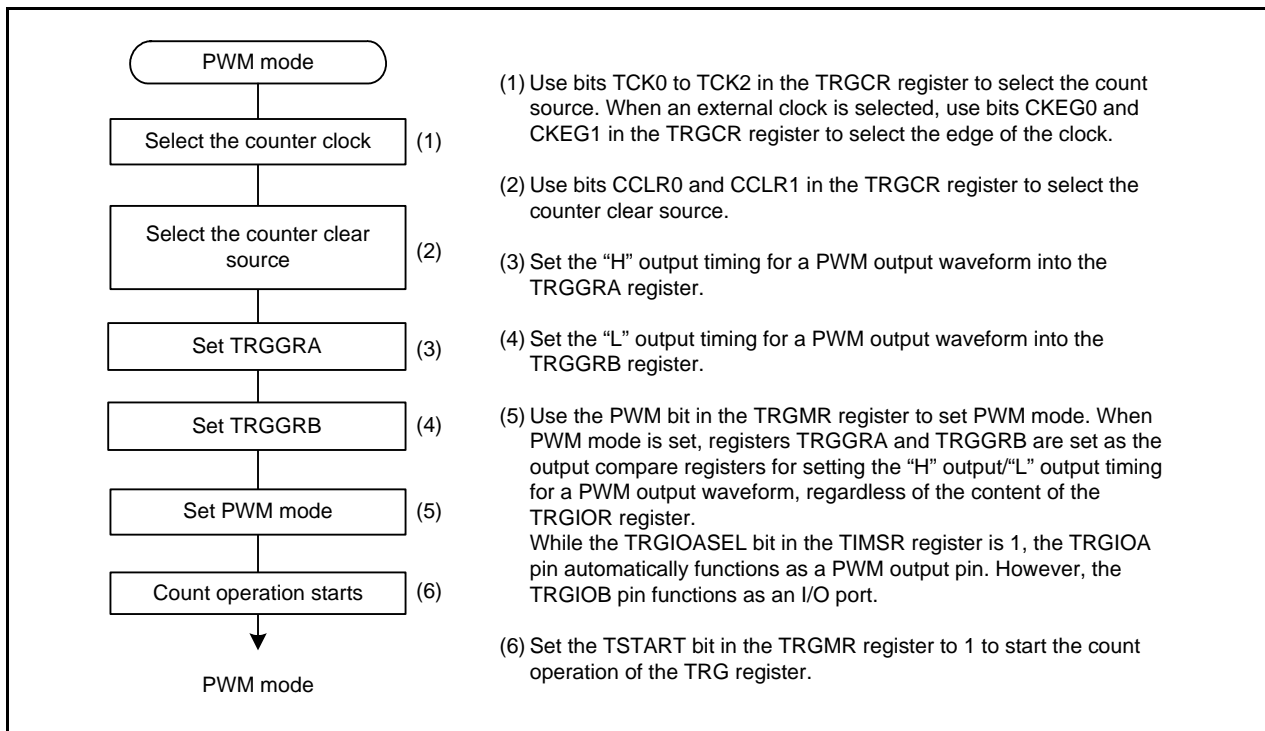 PWM mode
Select the counter clock
(1)
Select the counter clear
source
(2)
Set TRGGRA
(3)
Set TRGGRB
(4)
Set PWM mode
(5)
Count operation starts
(6)
PWM mode
(1) Use bits TCK0 to TCK2 in the TRGCR register to select the count
source. When an external clock is selected, use bits CKEG0 and
CKEG1 in the TRGCR register to select the edge of the clock.
(2) Use bits CCLR0 and CCLR1 in the TRGCR register to select the
counter clear source.
(3) Set the “H” output timing for a PWM output waveform into the
TRGGRA register.
(4) Set the “L” output timing for a PWM output waveform into the
TRGGRB register.
(5) Use the PWM bit in the TRGMR register to set PWM mode. When
PWM mode is set, registers TRGGRA and TRGGRB are set as the
output compare registers for setting the “H” output/“L” output timing
for a PWM output waveform, regardless of the content of the
TRGIOR register.
While the TRGIOASEL bit in the TIMSR register is 1, the TRGIOA
pin automatically functions as a PWM output pin. However, the
TRGIOB pin functions as an I/O port.
(6) Set the TSTART bit in the TRGMR register to 1 to start the count
operation of the TRG register.